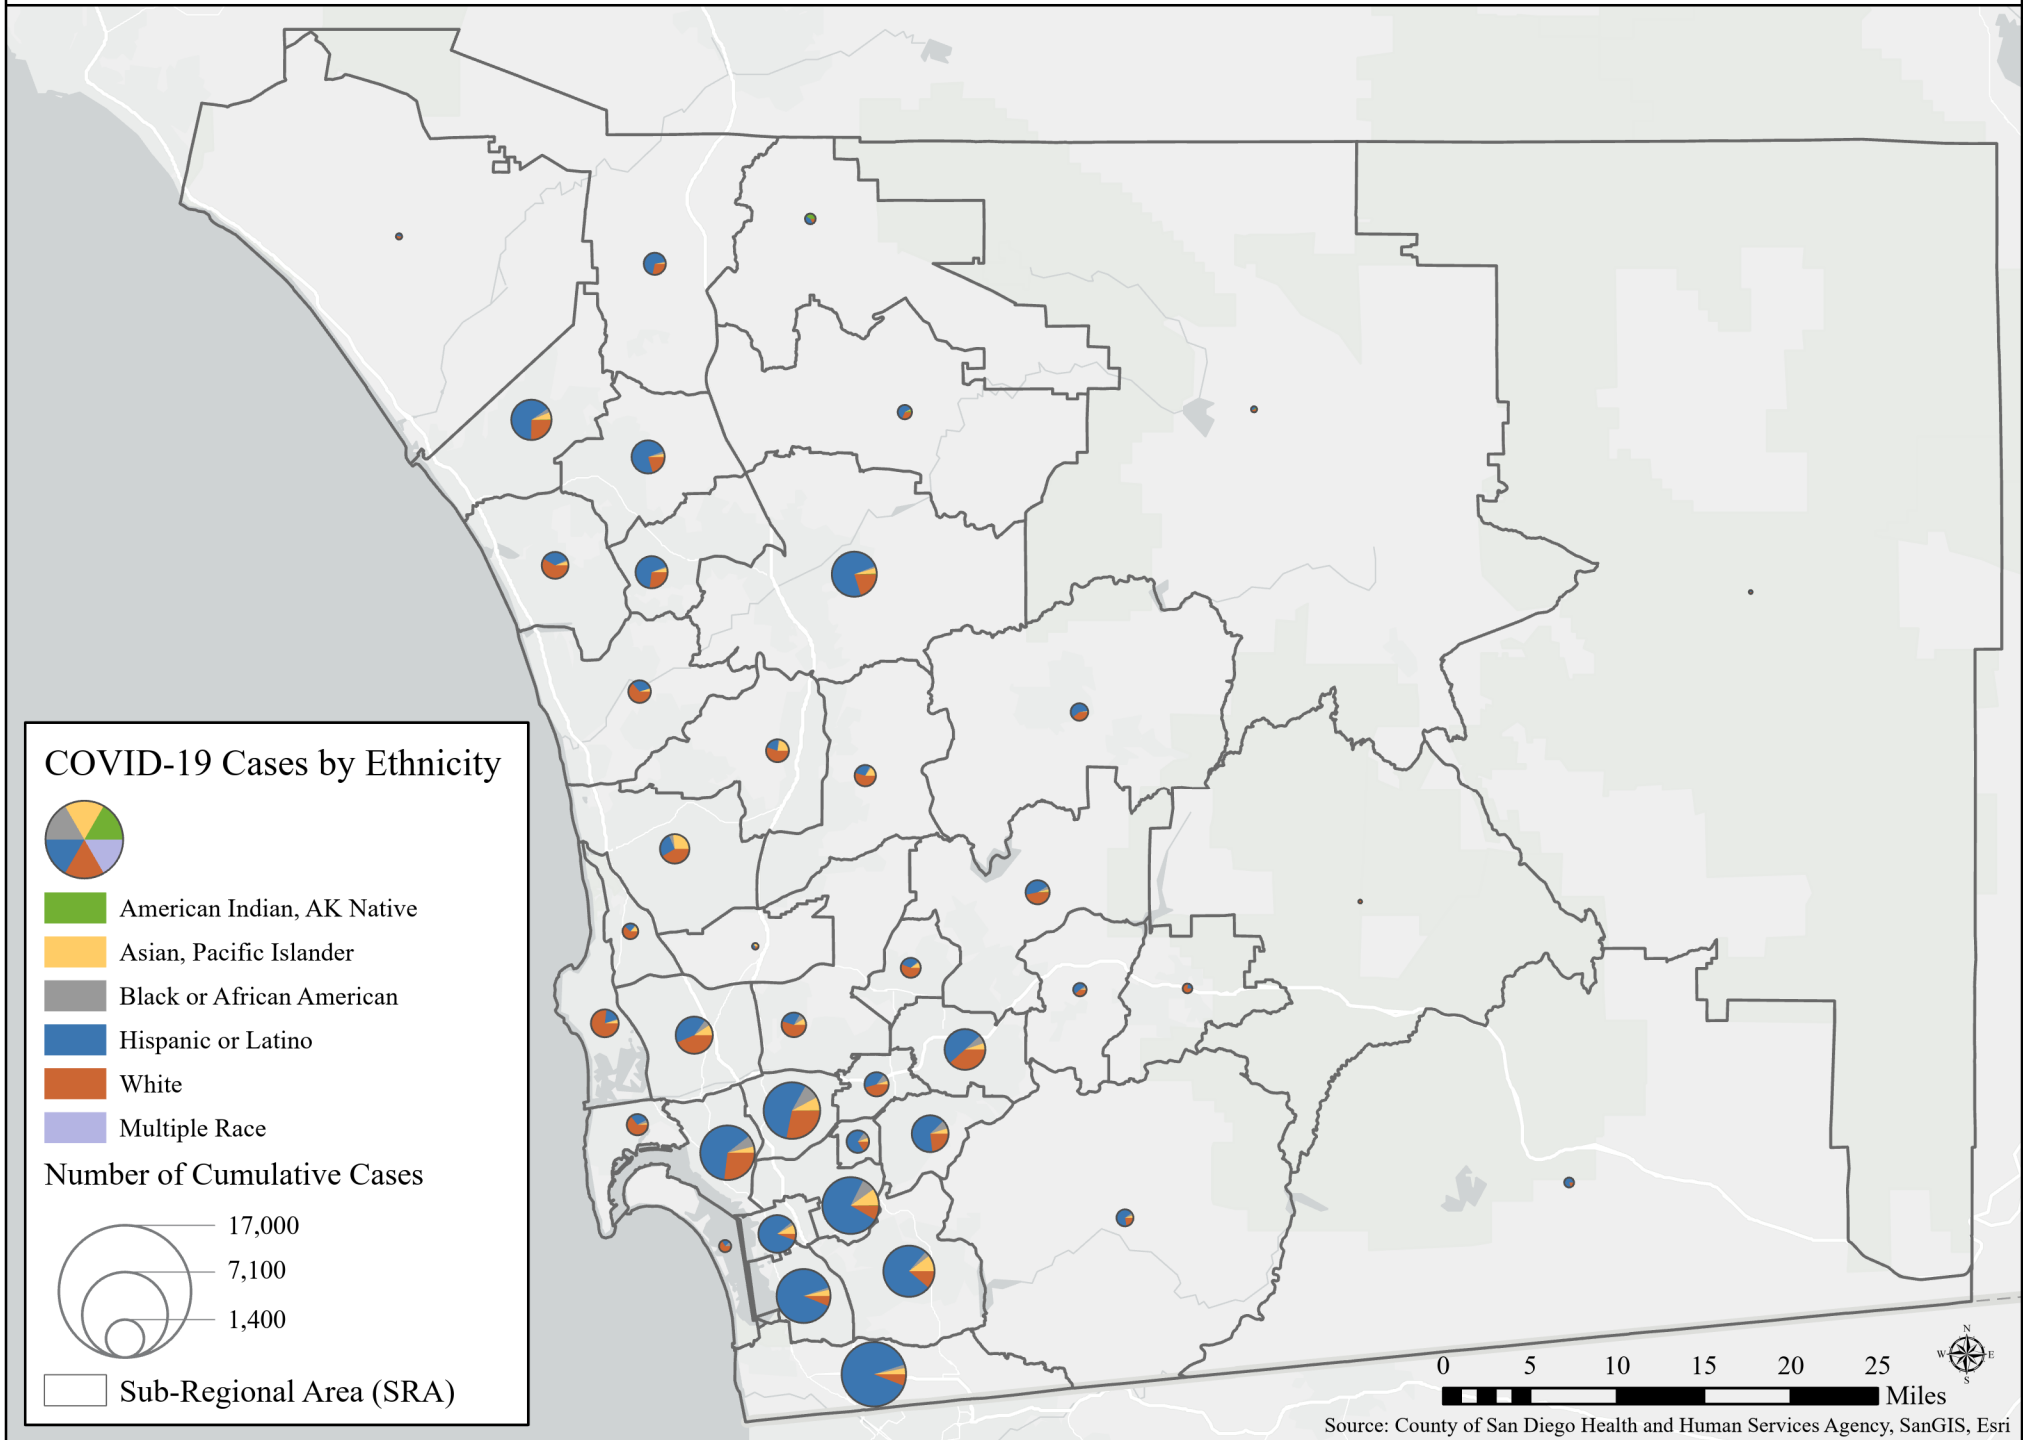 COVID-19 Cases by Ethnicity
American Indian, AK Native
Asian, Pacific Islander
Black or African American
Hispanic or Latino
White
Multiple Race
Number of Cumulative Cases
17,000
7,100
1,400
Sub-Regional Area (SRA)
N
W E
S
0 5 10 15 20 25
Miles
Source: County of San Diego Health and Human Services Agency, SanGIS, Esri